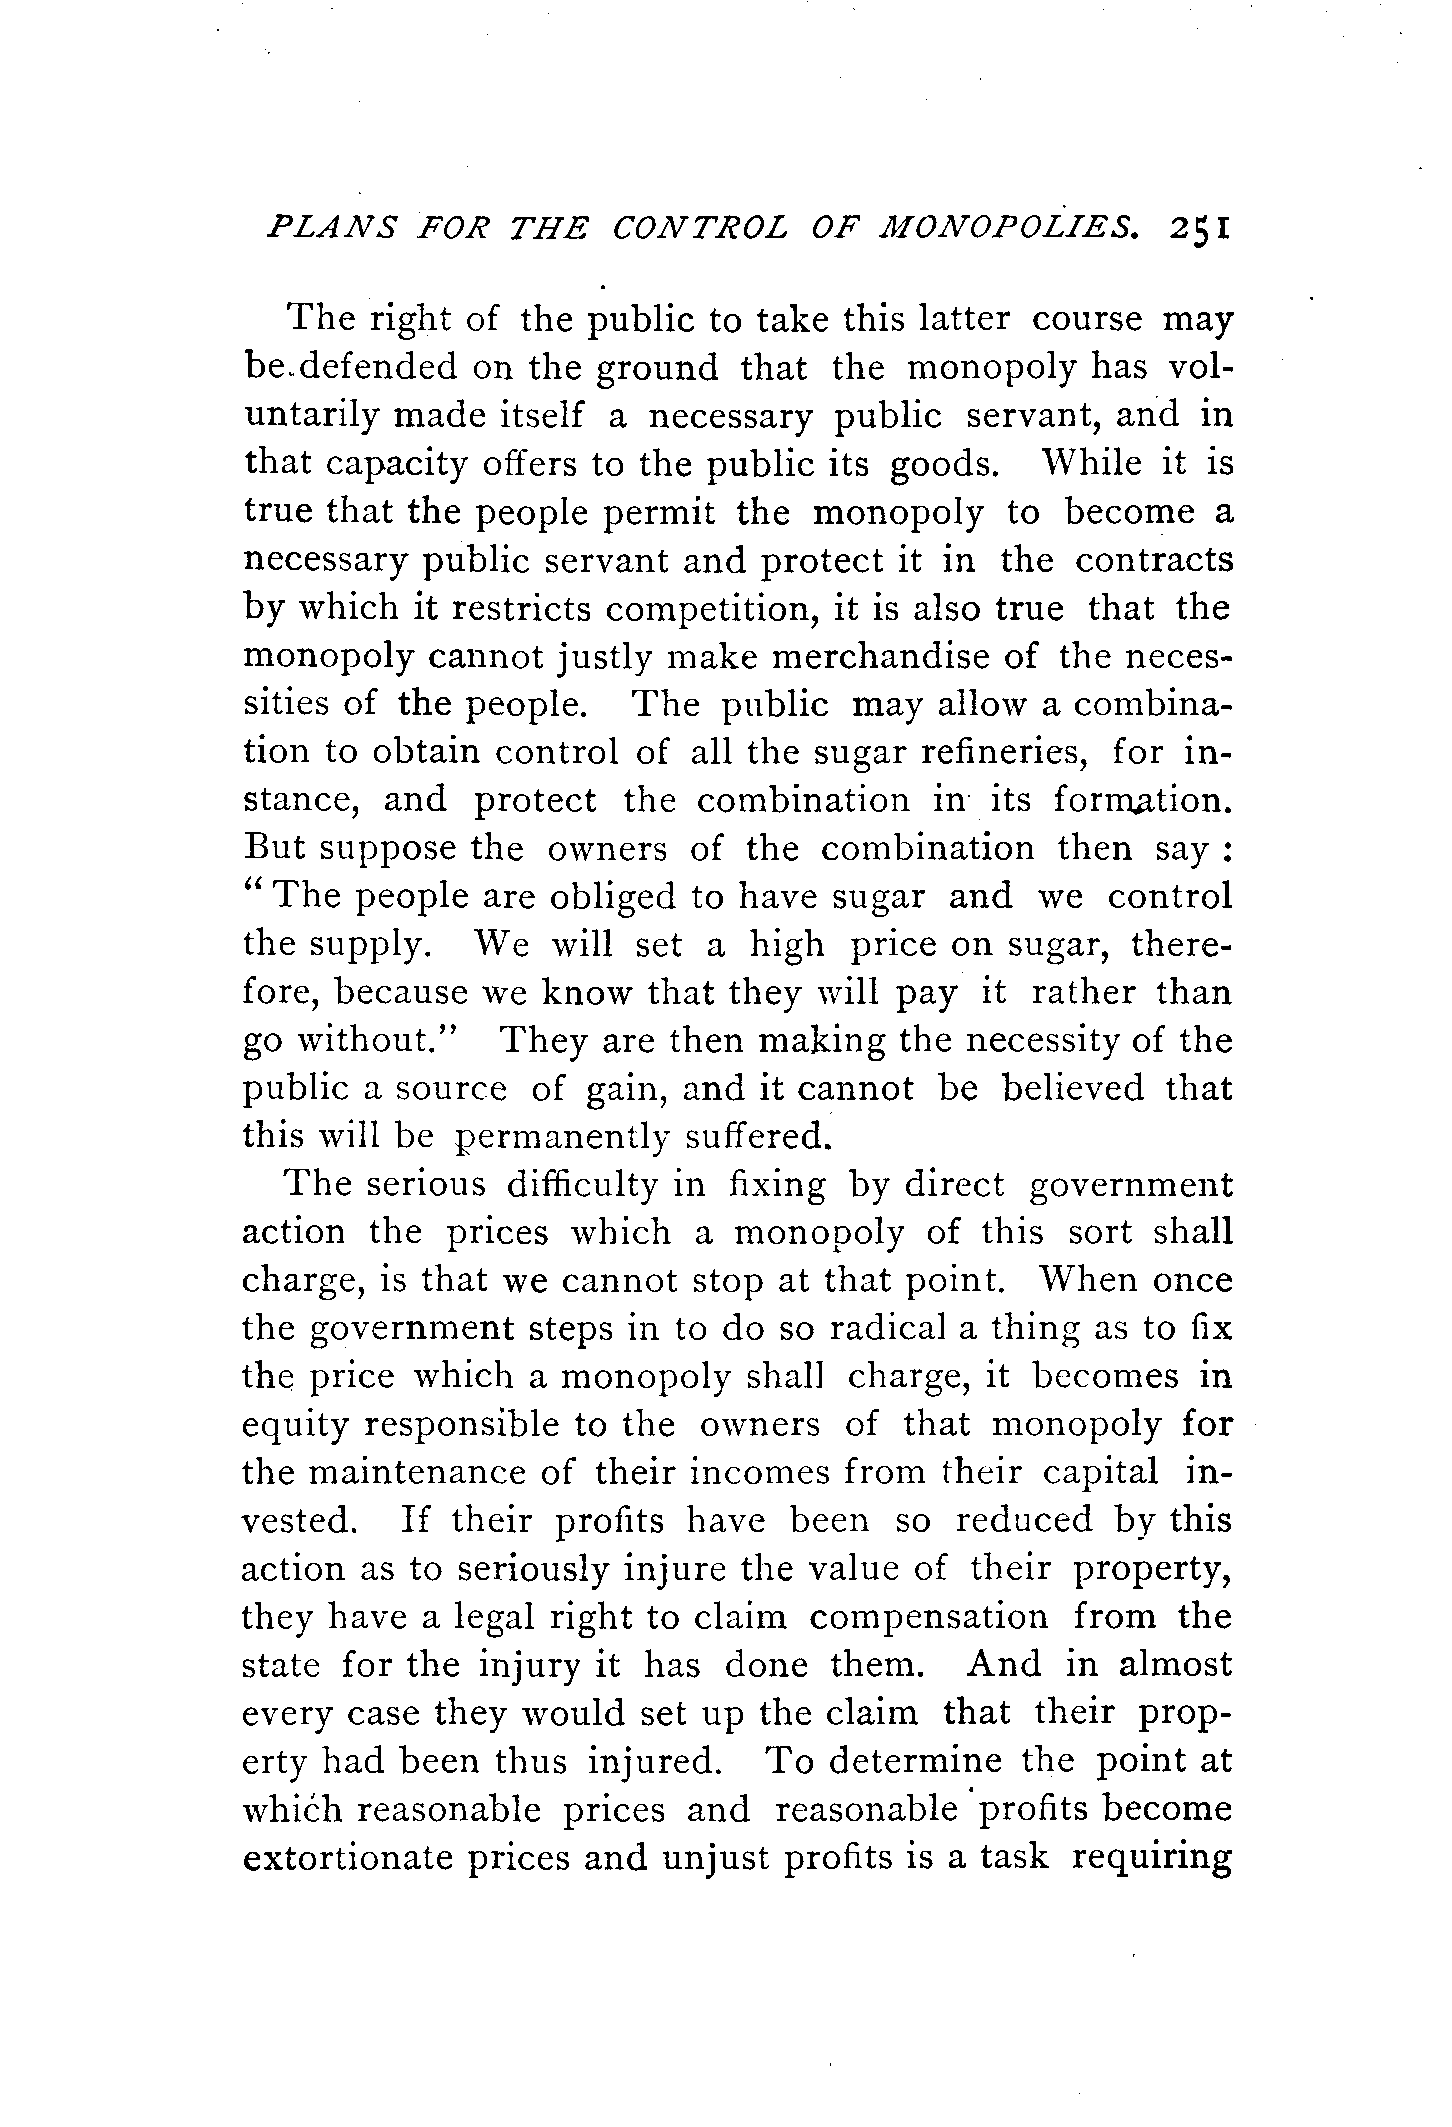 PLANS FOR THE CONTROL OF MONOPOLIES. 251
The right of the public to take this latter course may
be defended on the ground that the monopoly has vol-
untarily made itself a necessary public servant, and in
that capacity offers to the public its goods. While it is
true that the people permit the monopoly to become a
necessary public servant and protect it in the contracts
by which it restricts competition, it is also true that the
monopoly cannot justly make merchandise of the neces-
sities of the people. The public may allow a combina-
tion to obtain control of all the sugar refineries, for in-
stance, and protect the combination in its formation.
But suppose the owners of the combination then say :
“ The people are obliged to have sugar and we control
the supply. We will set a high price on sugar, there-
fore, because we know that they will pay it rather than
go without.” They are then making the necessity of the
public a source of gain, and it cannot be believed that
this will be permanently suffered.
The serious difficulty in fixing by direct government
action the prices which a monopoly of this sort shall
charge, is that we cannot stop at that point. When once
the government steps in to do so radical a thing as to fix
the price which a monopoly shall charge, it becomes in
equity responsible to the owners of that monopoly for
the maintenance of their incomes from their capital in-
vested. If their profits have been so reduced by this
action as to seriously injure the value of their property,
they have a legal right to claim compensation from the
state for the injury it has done them. And in almost
every case they would set up the claim that their prop-
erty had been thus injured. To determine the point at
which reasonable prices and reasonable profits become
extortionate prices and unjust profits is a task requiring